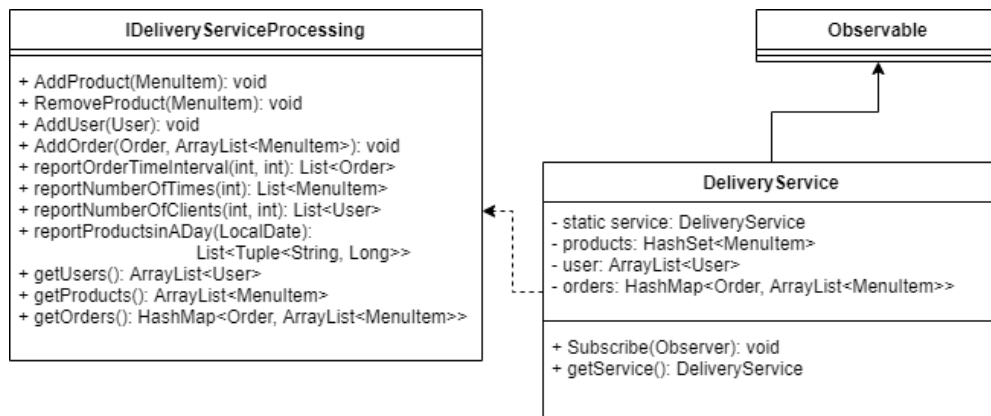 IDeliveryServiceProcessing
+ AddProduct(MenuItem): void
+ RemoveProduct(MenuItem): void
+ AddUser(User): void
+ AddOrder(Order, ArrayList<MenuItem>): void
+ reportOrderTimeInterval(int, int): List<Order>
+ reportNumberOfTimes(int): List<MenuItem>
+ reportNumberOfClients(int, int): List<User>
+ reportProductsinADay(LocalDate):
List<Tuple<String, Long>>
+ getUsers(): ArrayList<User>
+ getProducts(): ArrayList<MenuItem>
+ getOrders(): HashMap<Order, ArrayList<MenuItem>>
Observable
DeliveryService
- static service: DeliveryService
- products: HashSet<MenuItem>
- user: ArrayList<User>
- orders: HashMap<Order, ArrayList<MenuItem>>
+ Subscribe(Observer): void
+ getService(): DeliveryService